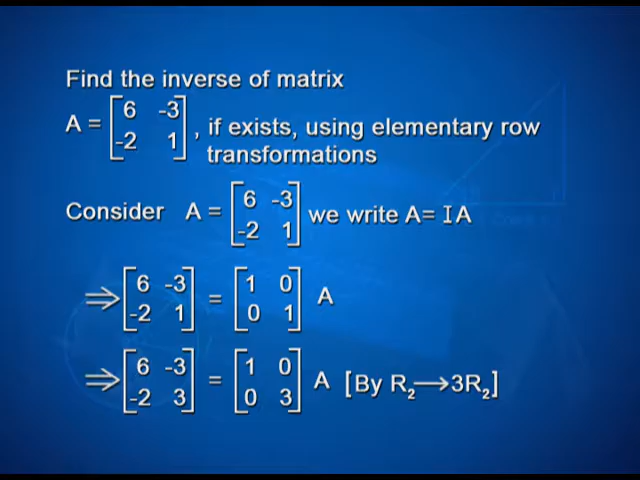 Find the inverse of matrix
A = [6 -3
-2 1] , if exists, using elementary row
transformations
Consider A = [6 -3
-2 1] we write A= IA
⇒ [6 -3
-2 1] = [1 0
0 1] A
⇒ [6 -3
-2 3] = [1 0
0 3] A [By R₂⟶3R₂]